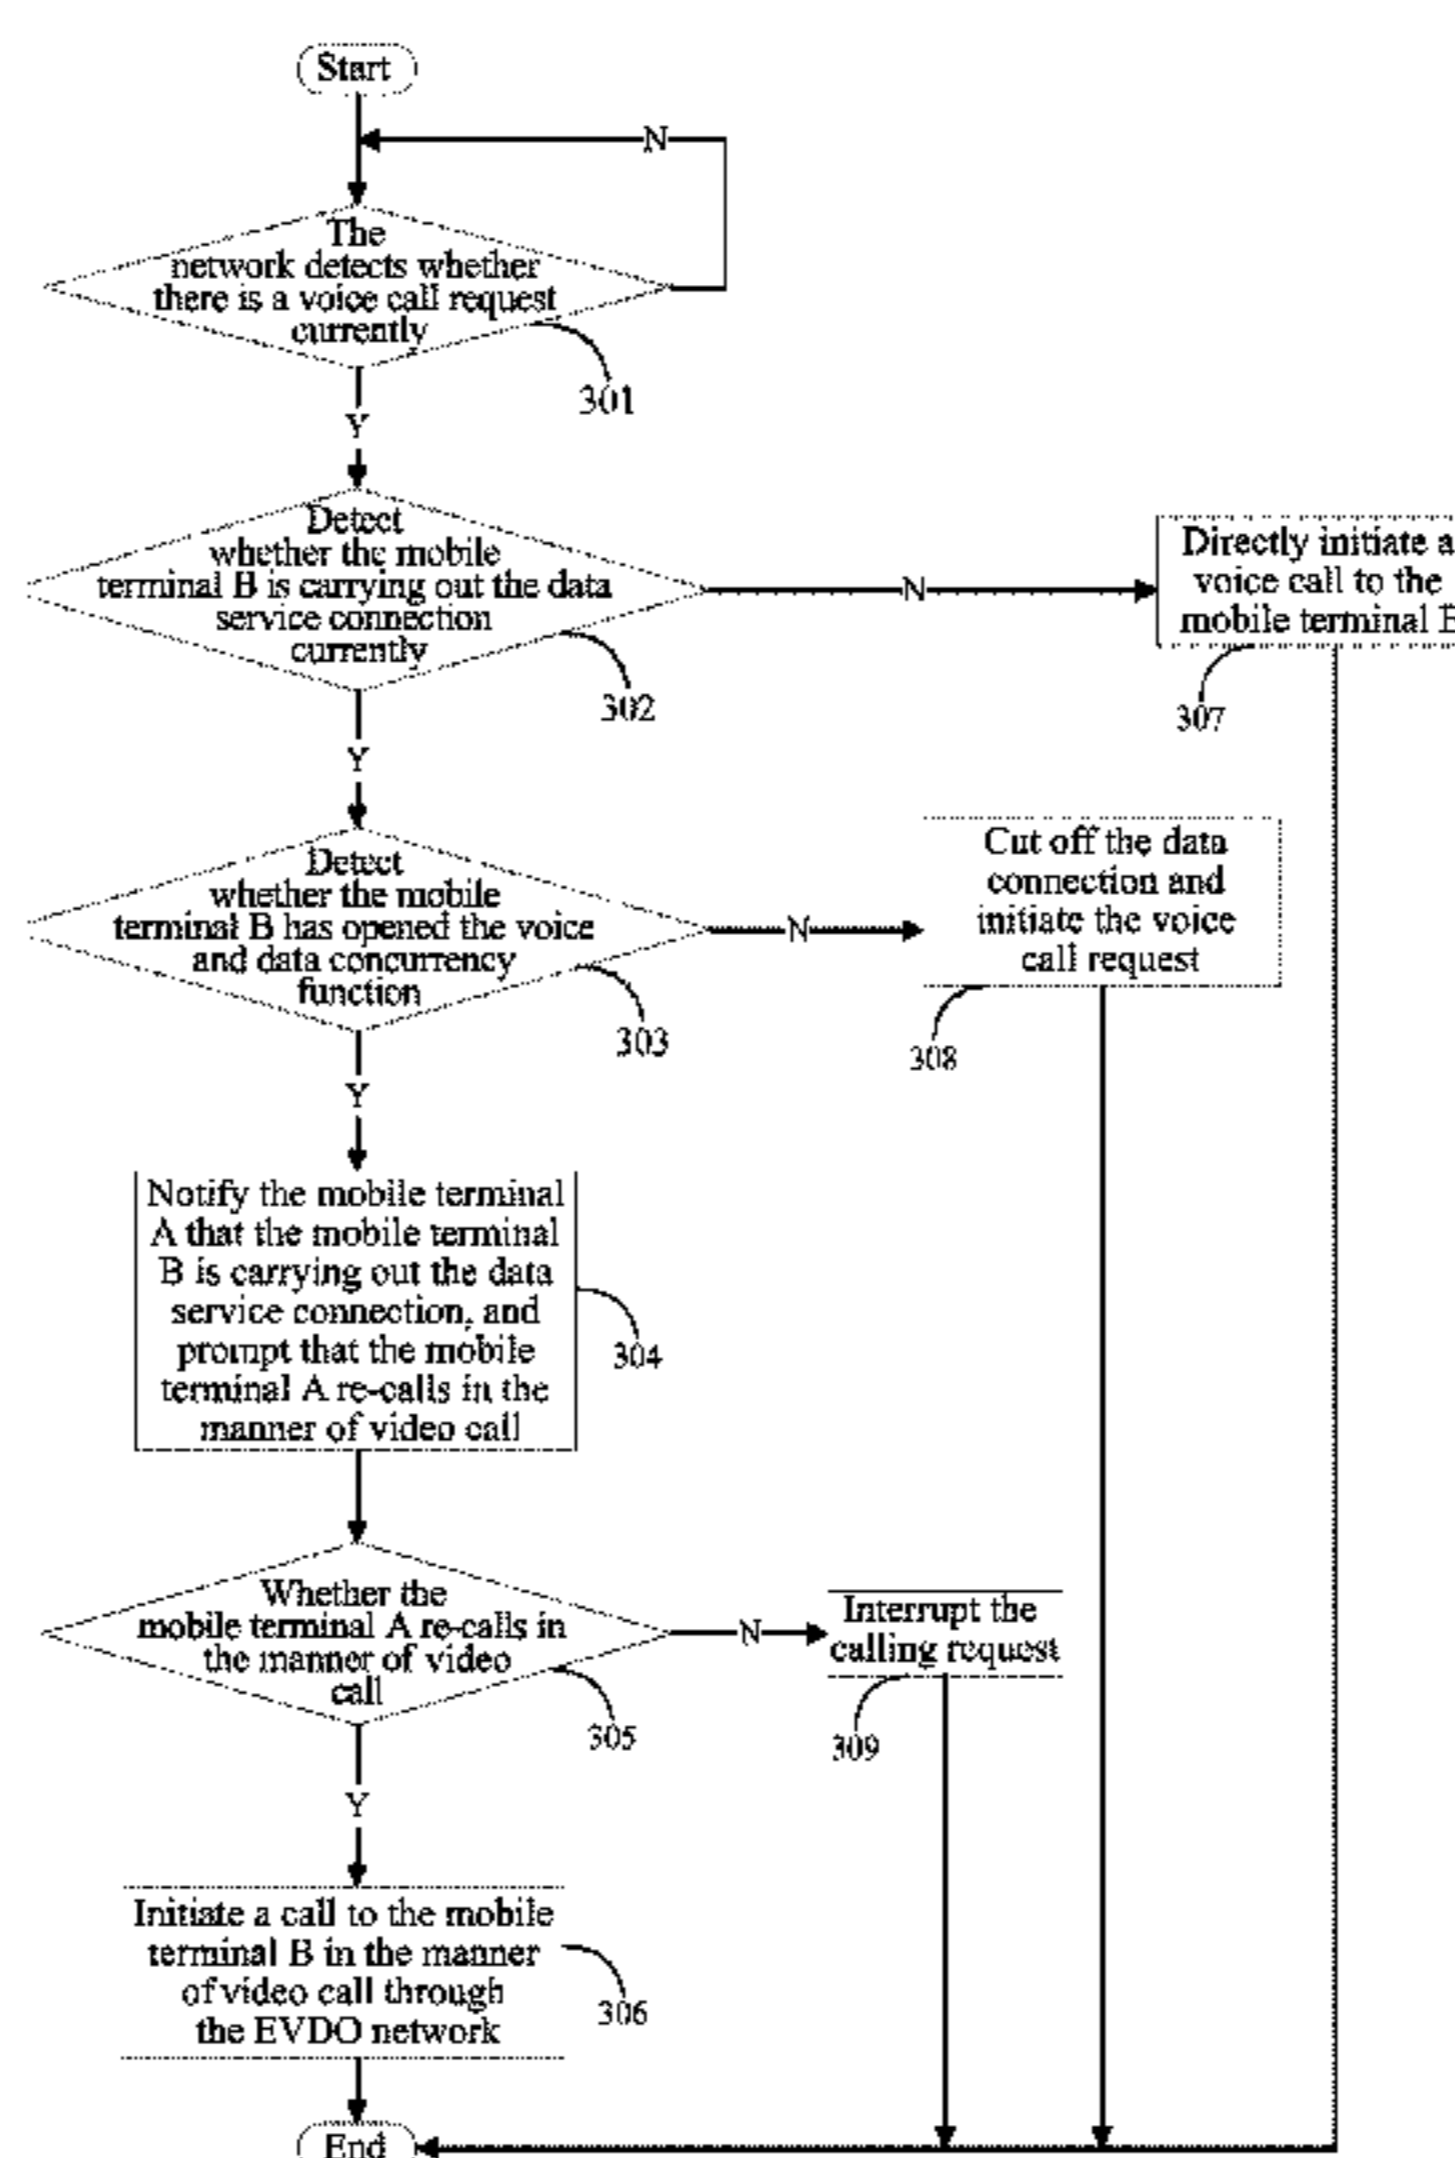 Start
N
The
network detects whether
there is a voice call request
currently
301
Y
Detect
whether the mobile
terminal B is carrying out the data
service connection
currently
302
N
Directly initiate a
voice call to the
mobile terminal B
307
Y
Detect
whether the mobile
terminal B has opened the voice
and data concurrency
function
303
N
Cut off the data
connection and
initiate the voice
call request
308
Y
Notify the mobile terminal
A that the mobile terminal
B is carrying out the data
service connection, and
prompt that the mobile
terminal A re-calls in the
manner of video call
304
Whether the
mobile terminal A re-calls in
the manner of video
call
305
N
Interrupt the
calling request
309
Y
Initiate a call to the mobile
terminal B in the manner
of video call through
the EVDO network
306
End